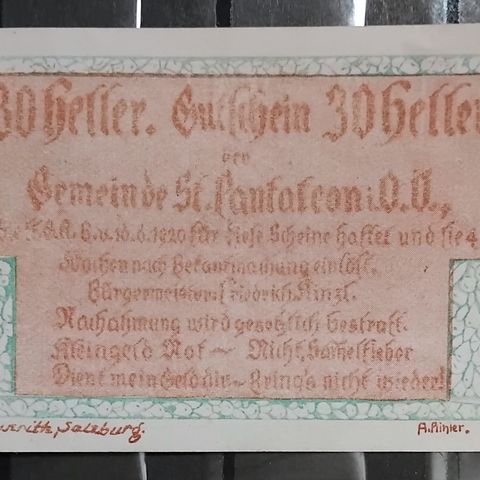 30 Heller. Gutschein 30 Heller
der
Gemeinde St. Pantaleon i. O. Ö.,
G.A. B. v. 10. 6. 1920 für diese Scheine haftet und sie 4
Wochen nach Bekanntmachung einlöst.
Bürgermeister: Friedrich Kinzl.
Nachahmung wird gesetzlich bestraft.
Kleingeld Not ~ Nicht, Sammelfieber
Dient mein Geld dir ~ Bring's nicht wieder!
Salzburg.
A. Hinter.